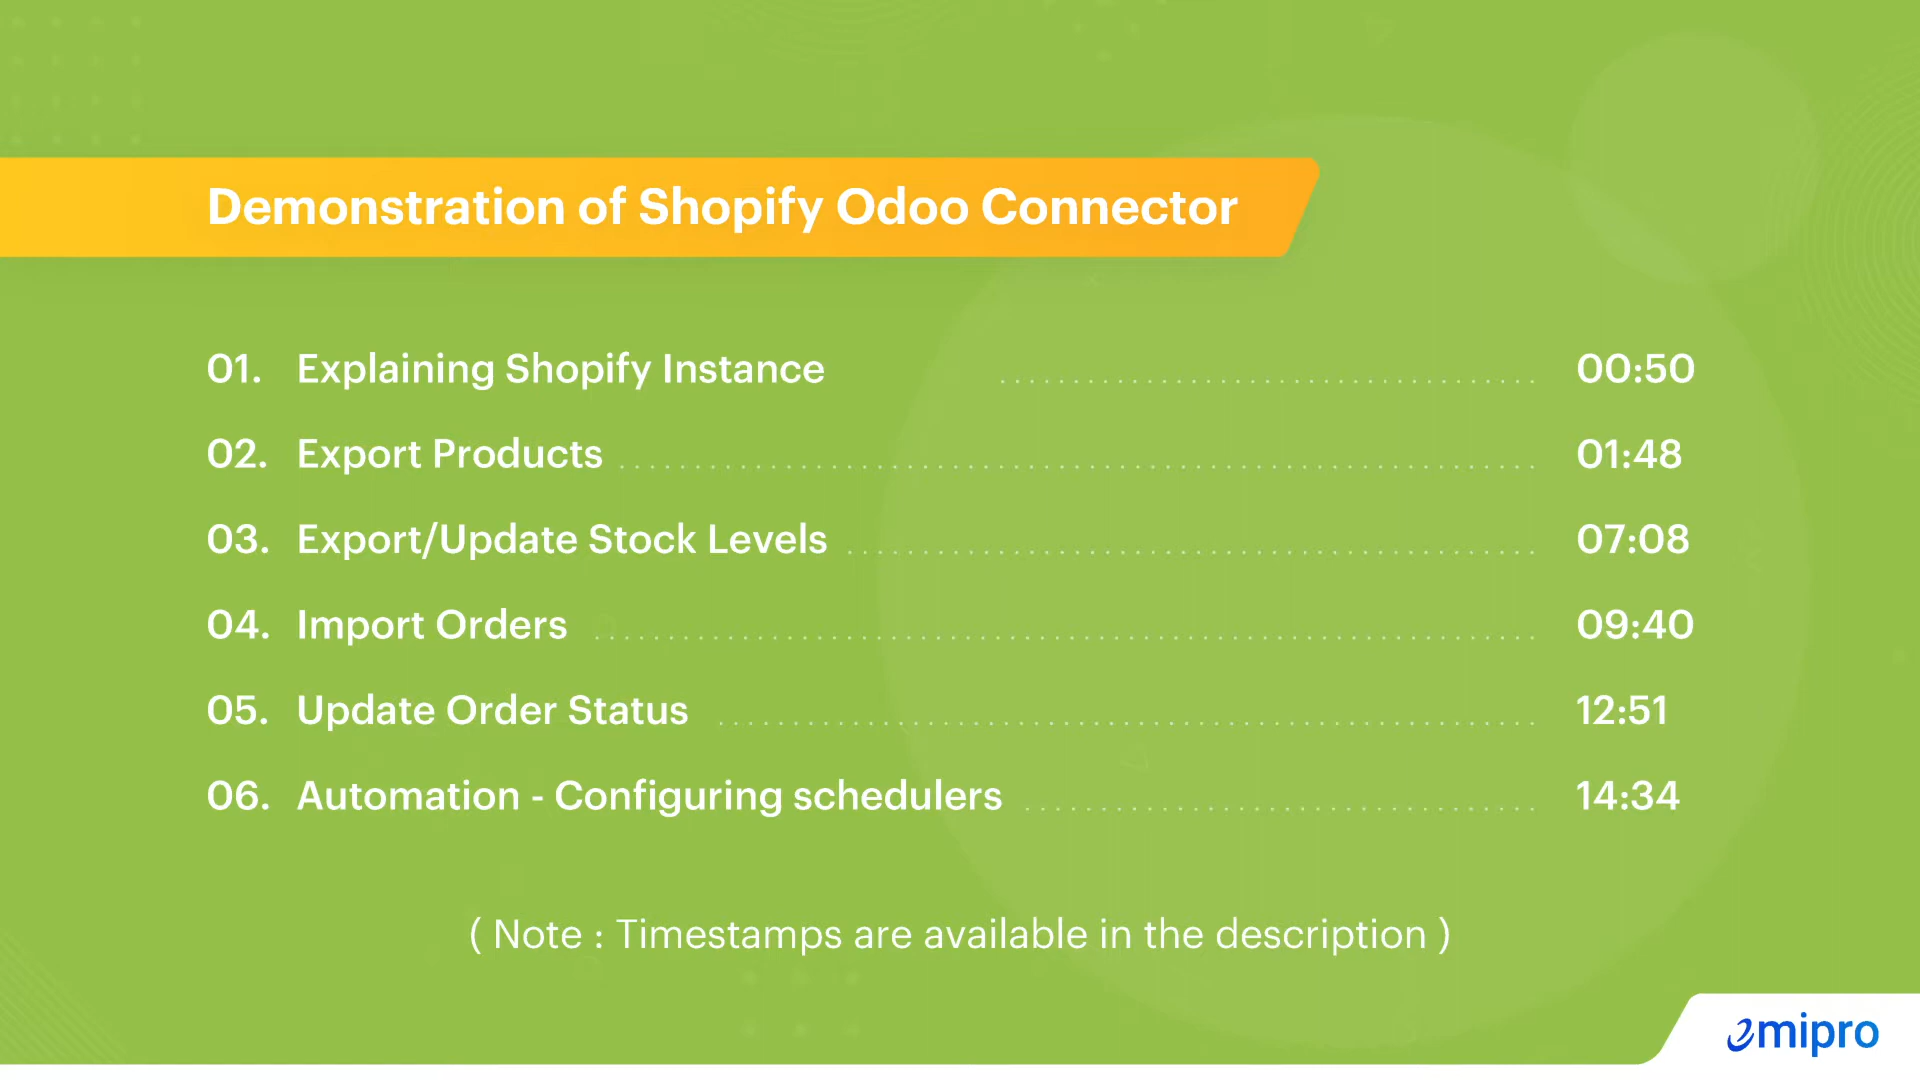 Demonstration of Shopify Odoo Connector
01. Explaining Shopify Instance 00:50
02. Export Products 01:48
03. Export/Update Stock Levels 07:08
04. Import Orders 09:40
05. Update Order Status 12:51
06. Automation - Configuring schedulers 14:34
( Note : Timestamps are available in the description )
emipro